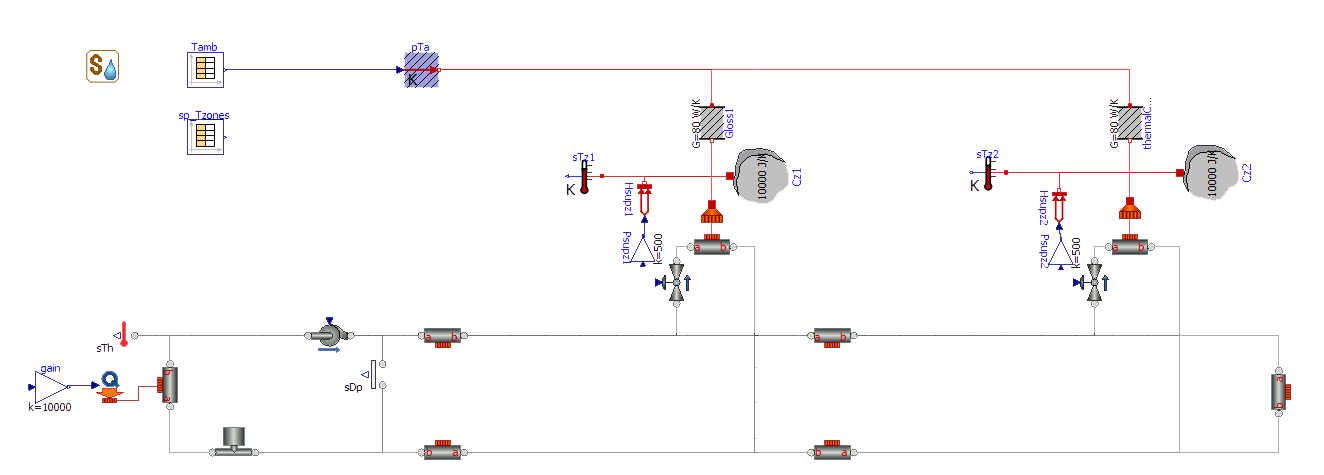 S
Tamb
pTa
K
sp_Tzones
G=80 W/K
Gloss1
G=80 W/K
thermalC...
sTz1
K
10000 J/K
Cz1
sTz2
K
10000 J/K
Cz2
Hsupz1
Psupz1
k=500
a b
Hsupz2
Psupz2
k=500
a b
sTh
a b
a b
gain
k=10000
Q
b
a
sDp
a
b
b a
b a